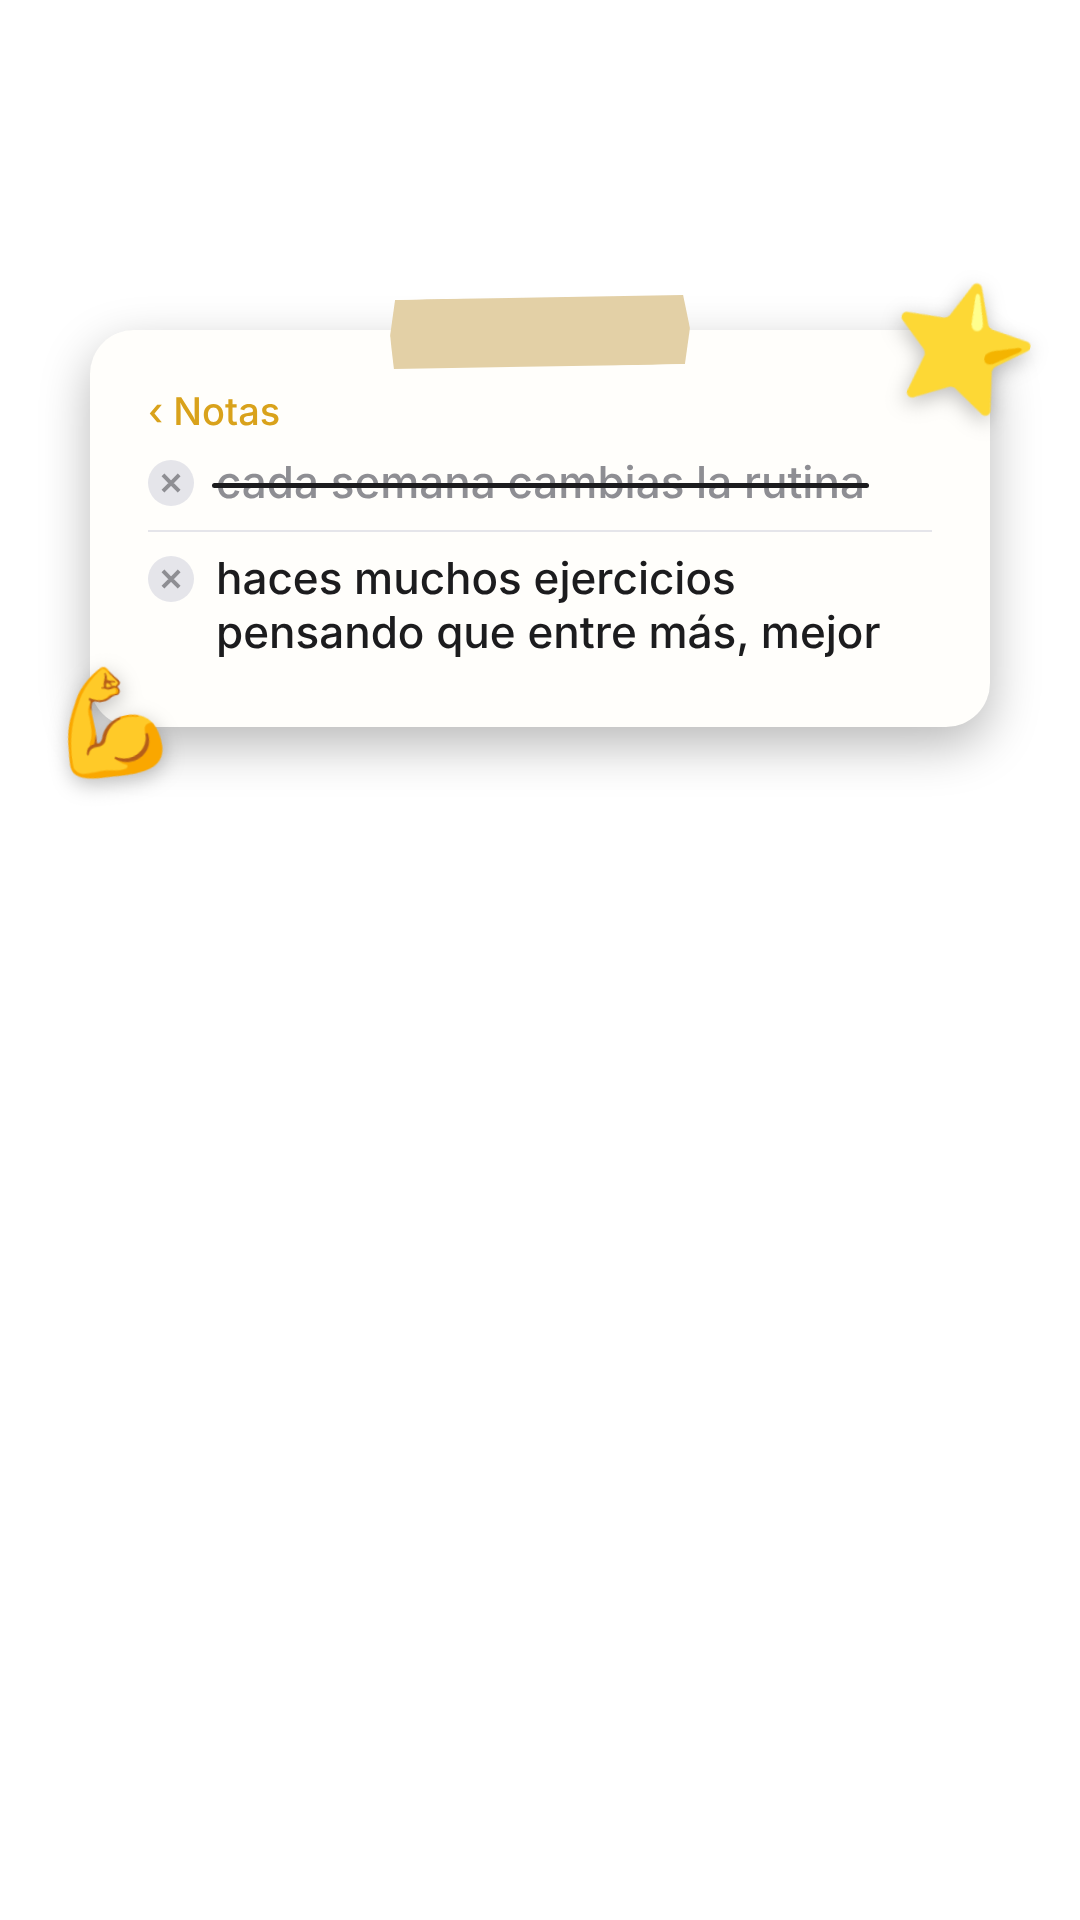 ‹ Notas
cada semana cambias la rutina
haces muchos ejercicios
pensando que entre más, mejor